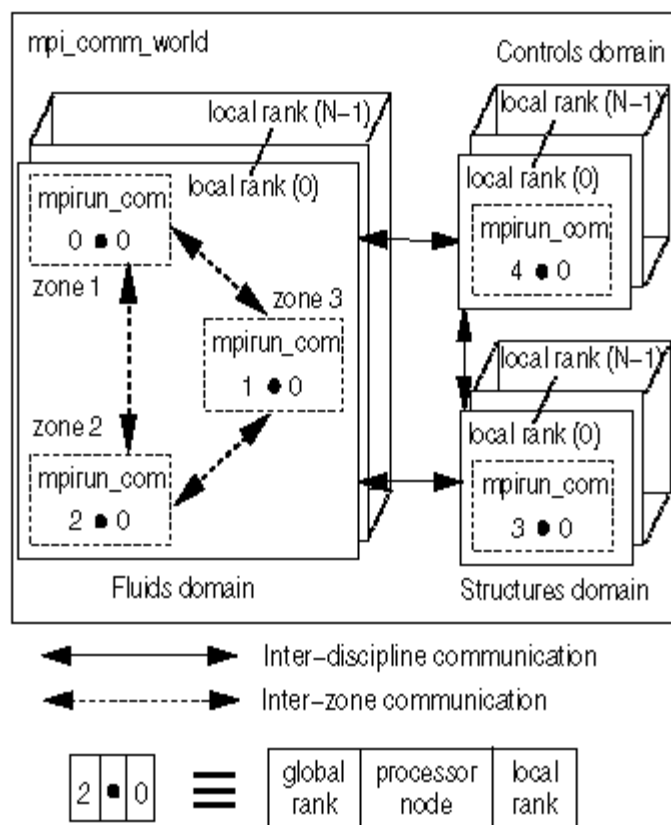 mpi_comm_world
Controls domain
local rank (N-1)
local rank (0)
mpirun_com
0 • 0
zone 1
zone 3
mpirun_com
1 • 0
zone 2
mpirun_com
2 • 0
Fluids domain
local rank (N-1)
local rank (0)
mpirun_com
4 • 0
local rank (N-1)
local rank (0)
mpirun_com
3 • 0
Structures domain
Inter-discipline communication
Inter-zone communication
2 • 0 ≡ global rank processor node local rank